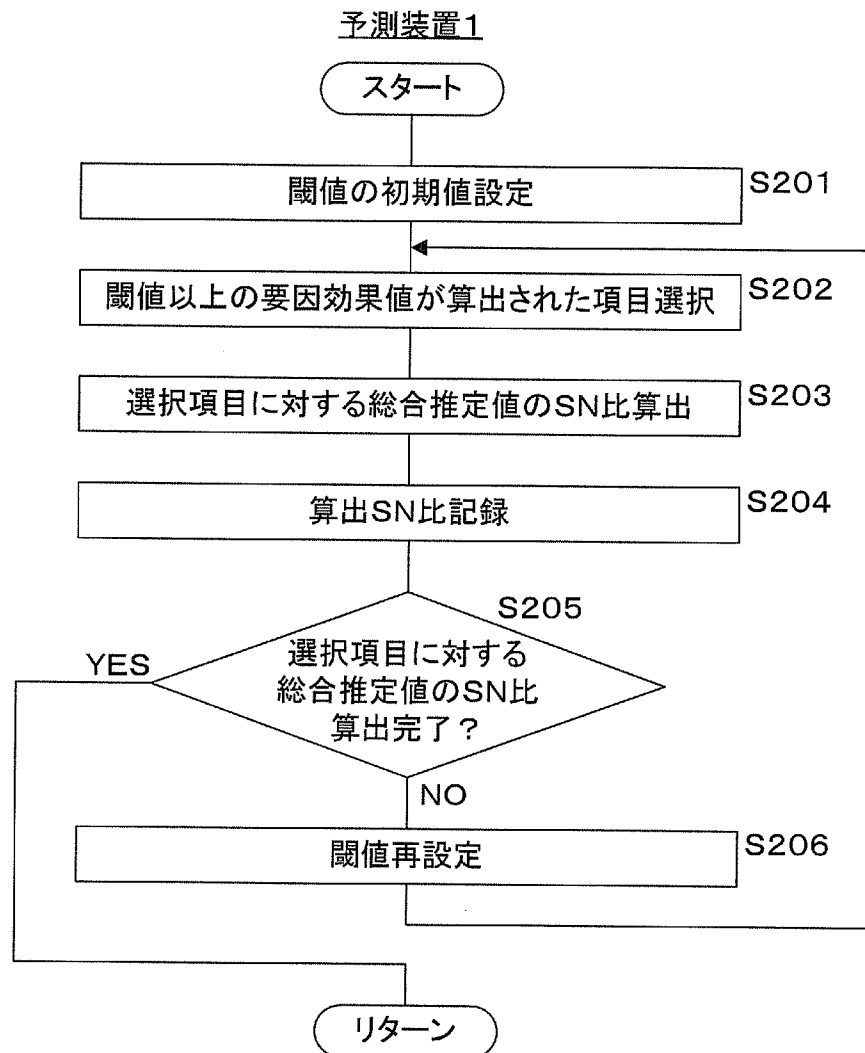 予測装置1
スタート
閾値の初期値設定
S201
閾値以上の要因効果値が算出された項目選択
S202
選択項目に対する総合推定値のSN比算出
S203
算出SN比記録
S204
S205
選択項目に対する
総合推定値のSN比
算出完了？
YES
NO
閾値再設定
S206
リターン